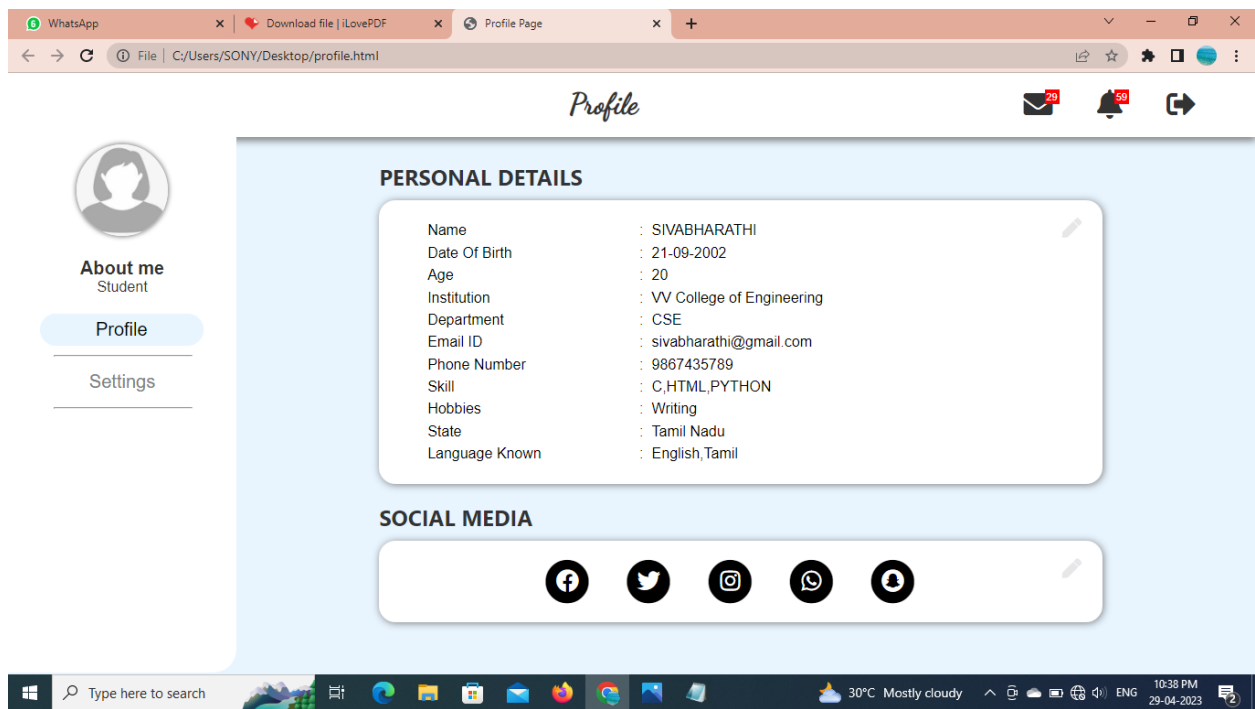 6 WhatsApp
Download file | iLovePDF
Profile Page
File | C:/Users/SONY/Desktop/profile.html
Profile
29
59
About me
Student
Profile
Settings
PERSONAL DETAILS
Name : SIVABHARATHI
Date Of Birth : 21-09-2002
Age : 20
Institution : VV College of Engineering
Department : CSE
Email ID : sivabharathi@gmail.com
Phone Number : 9867435789
Skill : C,HTML,PYTHON
Hobbies : Writing
State : Tamil Nadu
Language Known : English,Tamil
SOCIAL MEDIA
Type here to search
30°C Mostly cloudy
ENG
10:38 PM
29-04-2023
2